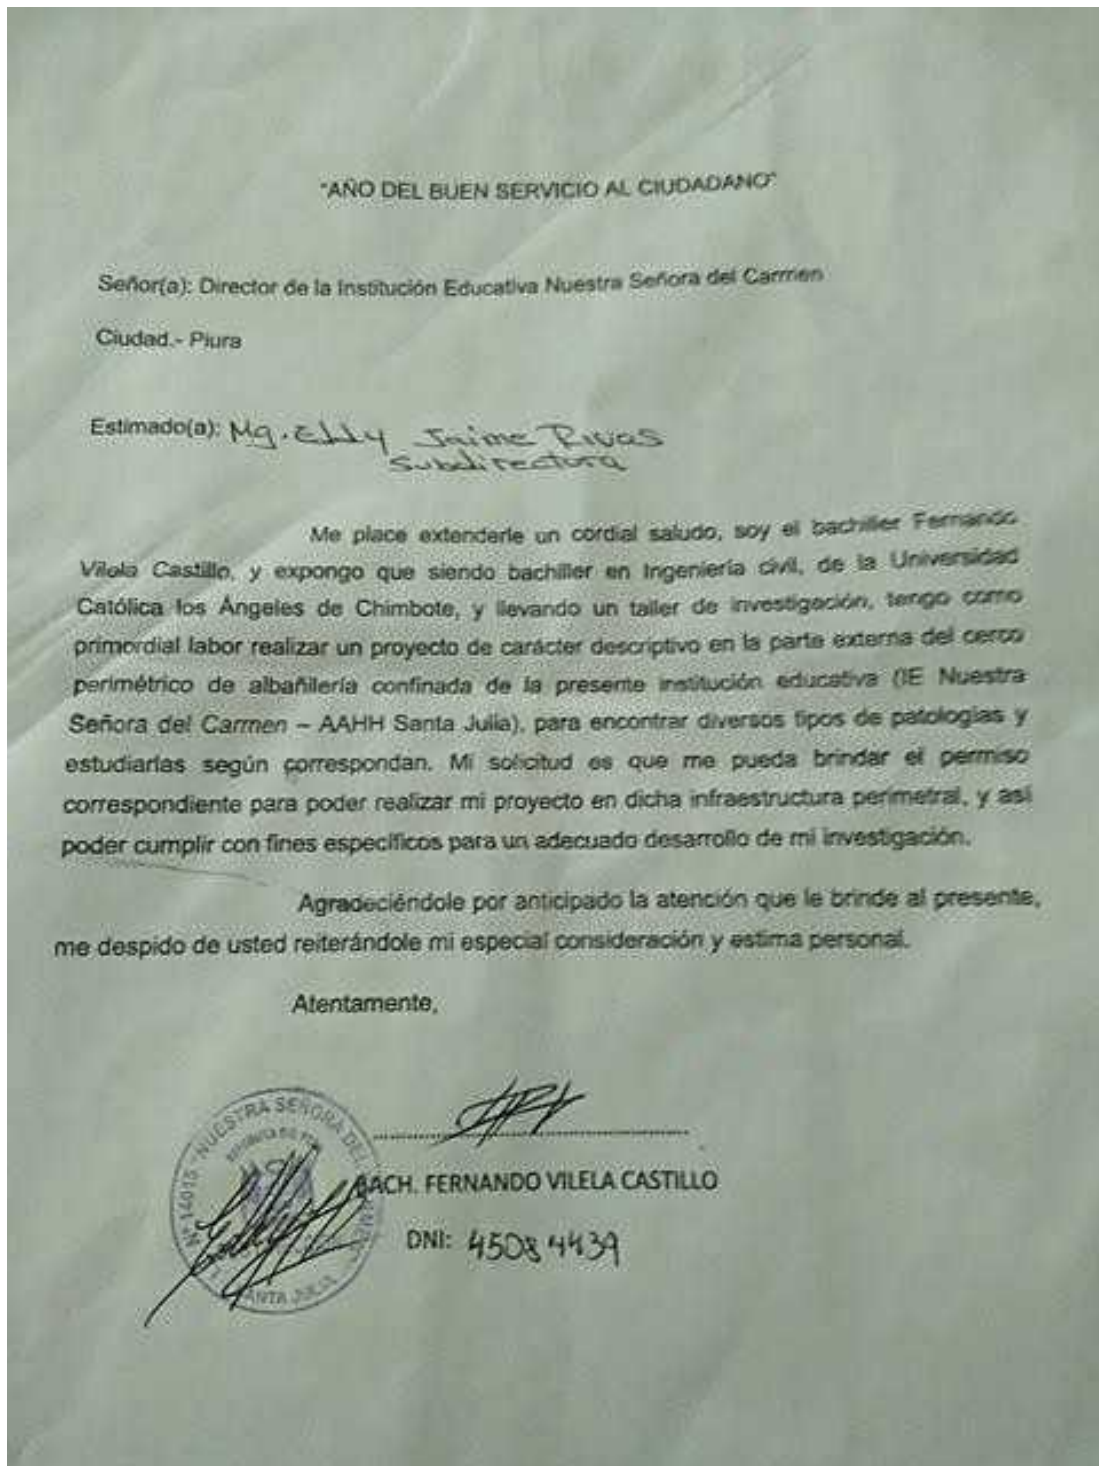 "AÑO DEL BUEN SERVICIO AL CIUDADANO"
Señor(a): Director de la Institución Educativa Nuestra Señora del Carmen
Ciudad.- Piura
Estimado(a): Mg. Eddy Jaime Rivas
Subdirectora
Me place extenderle un cordial saludo, soy el bachiller Fernando
Vilela Castillo, y expongo que siendo bachiller en Ingeniería civil, de la Universidad
Católica los Ángeles de Chimbote, y llevando un taller de investigación, tengo como
primordial labor realizar un proyecto de carácter descriptivo en la parte externa del cerco
perimétrico de albañilería confinada de la presente institución educativa (IE Nuestra
Señora del Carmen – AAHH Santa Julia), para encontrar diversos tipos de patologías y
estudiarlas según correspondan. Mi solicitud es que me pueda brindar el permiso
correspondiente para poder realizar mi proyecto en dicha infraestructura perimetral, y así
poder cumplir con fines específicos para un adecuado desarrollo de mi investigación.
Agradeciéndole por anticipado la atención que le brinde al presente,
me despido de usted reiterándole mi especial consideración y estima personal.
Atentamente,
Nº 14015 "NUESTRA SEÑORA DEL CARMEN"
SANTA JULIA
BACH. FERNANDO VILELA CASTILLO
DNI: 45084439